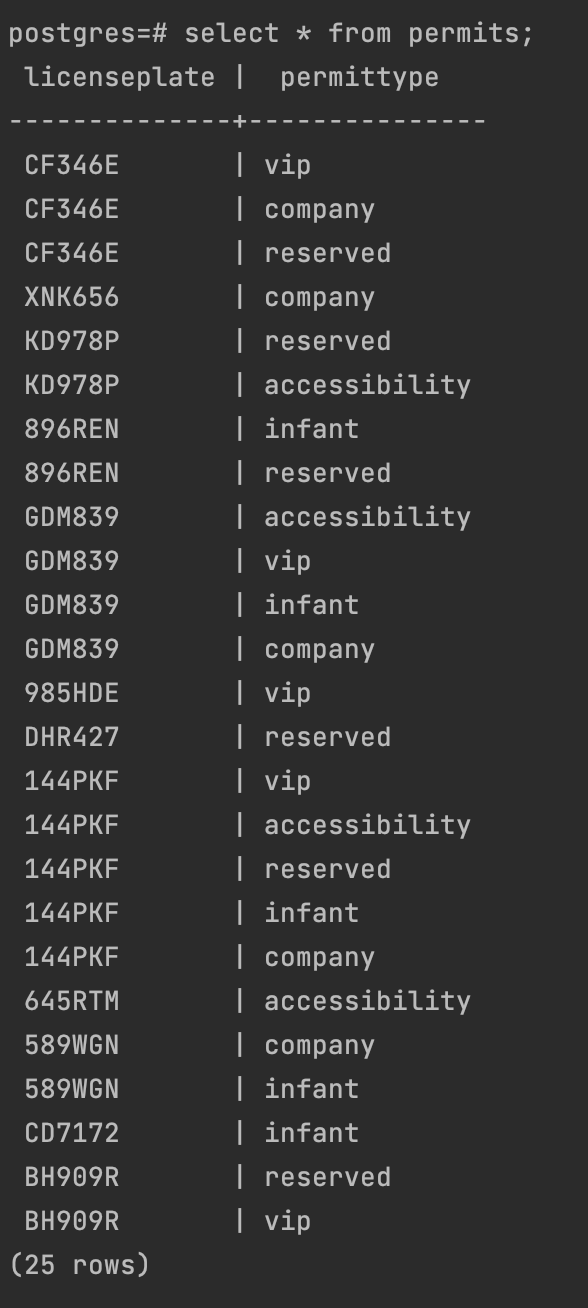 postgres=# select * from permits;
 licenseplate |  permittype
--------------+---------------
 CF346E       | vip
 CF346E       | company
 CF346E       | reserved
 XNK656       | company
 KD978P       | reserved
 KD978P       | accessibility
 896REN       | infant
 896REN       | reserved
 GDM839       | accessibility
 GDM839       | vip
 GDM839       | infant
 GDM839       | company
 985HDE       | vip
 DHR427       | reserved
 144PKF       | vip
 144PKF       | accessibility
 144PKF       | reserved
 144PKF       | infant
 144PKF       | company
 645RTM       | accessibility
 589WGN       | company
 589WGN       | infant
 CD7172       | infant
 BH909R       | reserved
 BH909R       | vip
(25 rows)